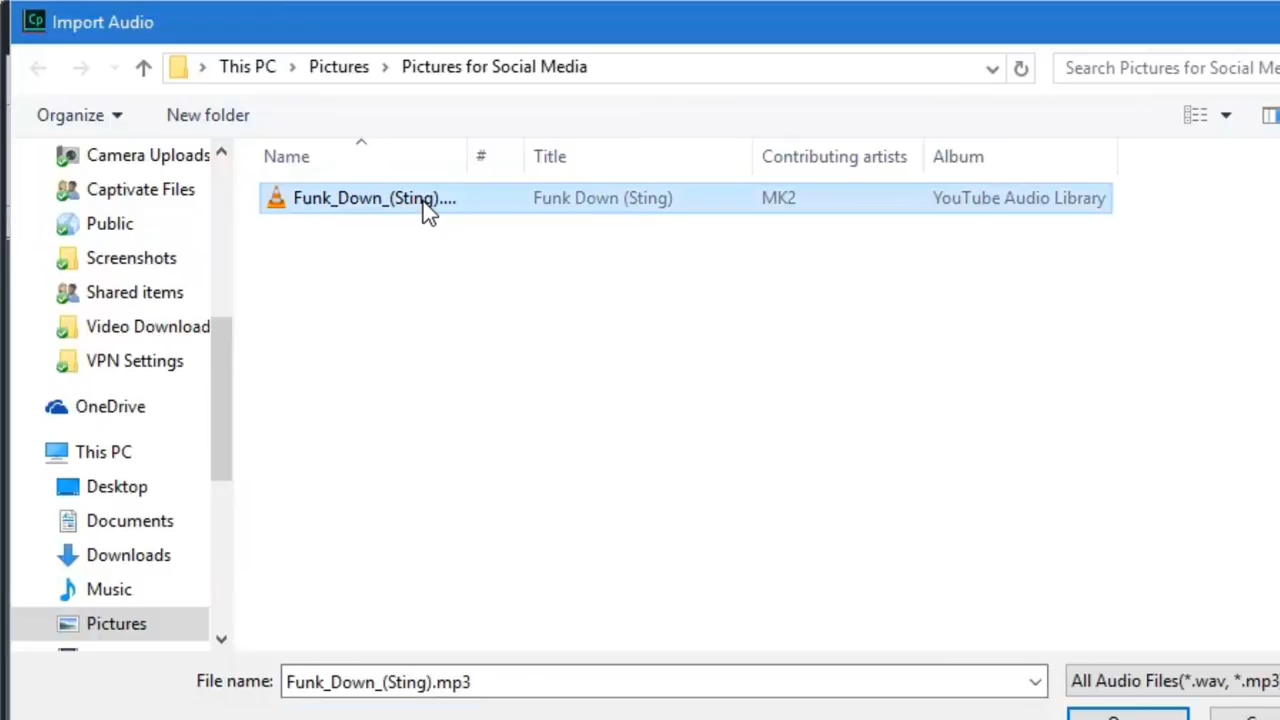 Cp Import Audio
This PC Pictures Pictures for Social Media
Search Pictures for Social Me
Organize New folder
Camera Uploads
Captivate Files
Public
Screenshots
Shared items
Video Download
VPN Settings
OneDrive
This PC
Desktop
Documents
Downloads
Music
Pictures
Name # Title Contributing artists Album
Funk_Down_(Sting).... Funk Down (Sting) MK2 YouTube Audio Library
File name: Funk_Down_(Sting).mp3 All Audio Files(*.wav, *.mp3